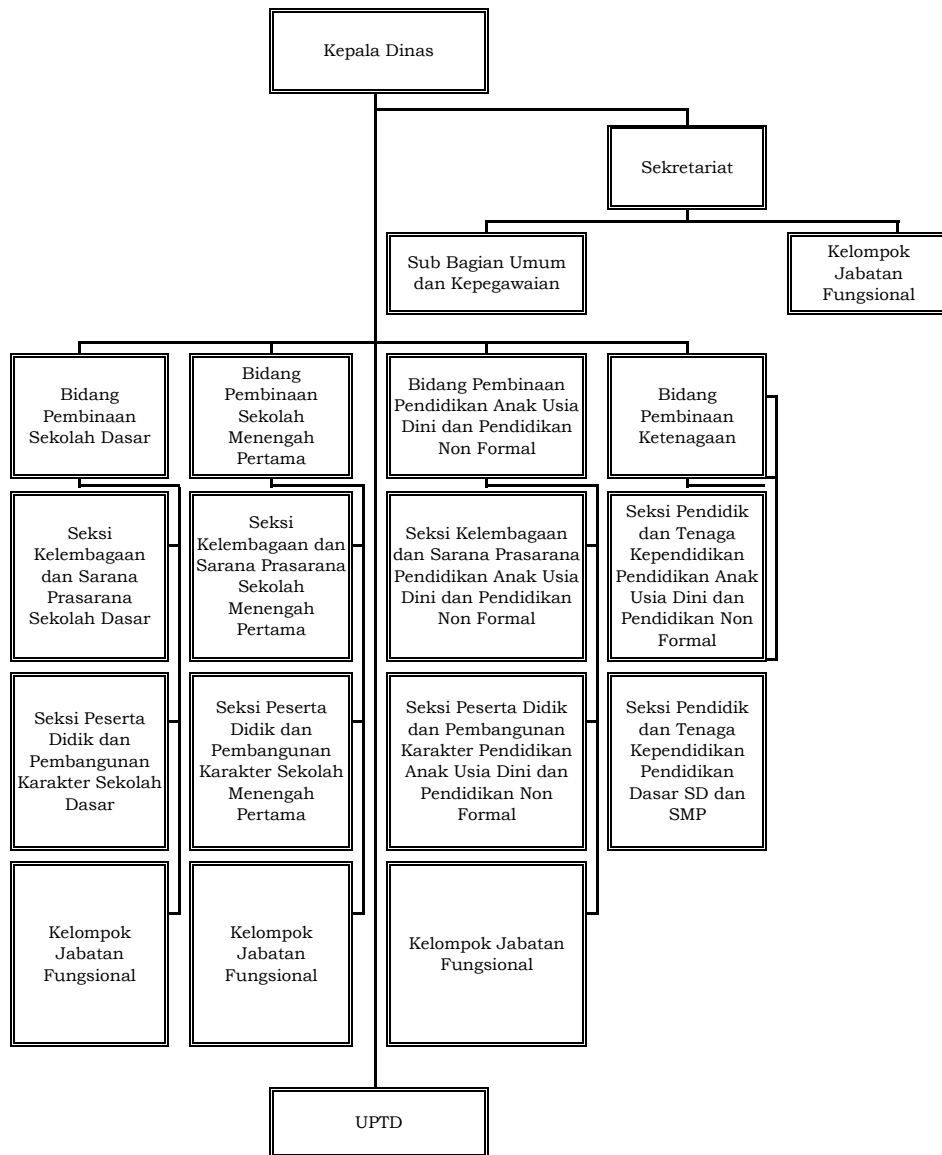 Kepala Dinas
Sekretariat
Sub Bagian Umum
dan Kepegawaian
Kelompok
Jabatan
Fungsional
Bidang
Pembinaan
Sekolah Dasar
Bidang
Pembinaan
Sekolah
Menengah
Pertama
Bidang Pembinaan
Pendidikan Anak Usia
Dini dan Pendidikan
Non Formal
Bidang
Pembinaan
Ketenagaan
Seksi
Kelembagaan
dan Sarana
Prasarana
Sekolah Dasar
Seksi
Kelembagaan dan
Sarana Prasarana
Sekolah
Menengah
Pertama
Seksi Kelembagaan
dan Sarana Prasarana
Pendidikan Anak Usia
Dini dan Pendidikan
Non Formal
Seksi Pendidik
dan Tenaga
Kependidikan
Pendidikan Anak
Usia Dini dan
Pendidikan Non
Formal
Seksi Peserta
Didik dan
Pembangunan
Karakter Sekolah
Dasar
Seksi Peserta
Didik dan
Pembangunan
Karakter Sekolah
Menengah
Pertama
Seksi Peserta Didik
dan Pembangunan
Karakter Pendidikan
Anak Usia Dini dan
Pendidikan Non
Formal
Seksi Pendidik
dan Tenaga
Kependidikan
Pendidikan
Dasar SD dan
SMP
Kelompok
Jabatan
Fungsional
Kelompok
Jabatan
Fungsional
Kelompok Jabatan
Fungsional
UPTD